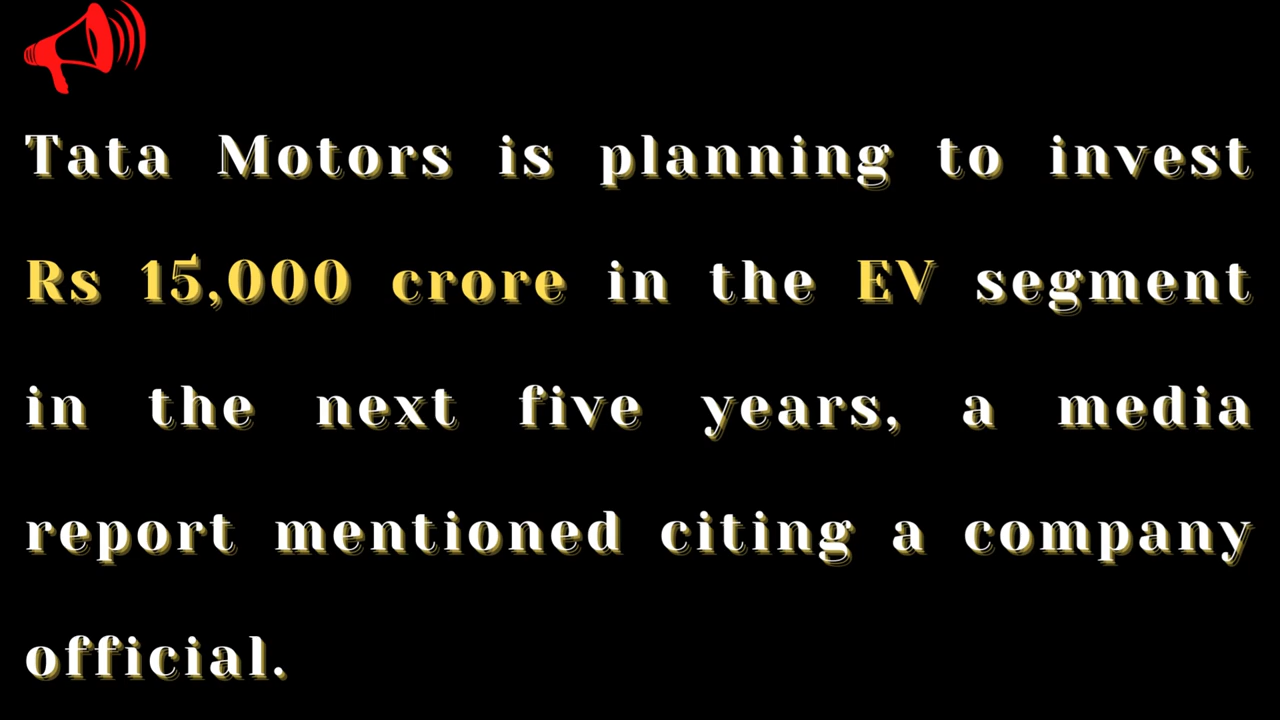 Tata Motors is planning to invest
Rs 15,000 crore in the EV segment
in the next five years, a media
report mentioned citing a company
official.